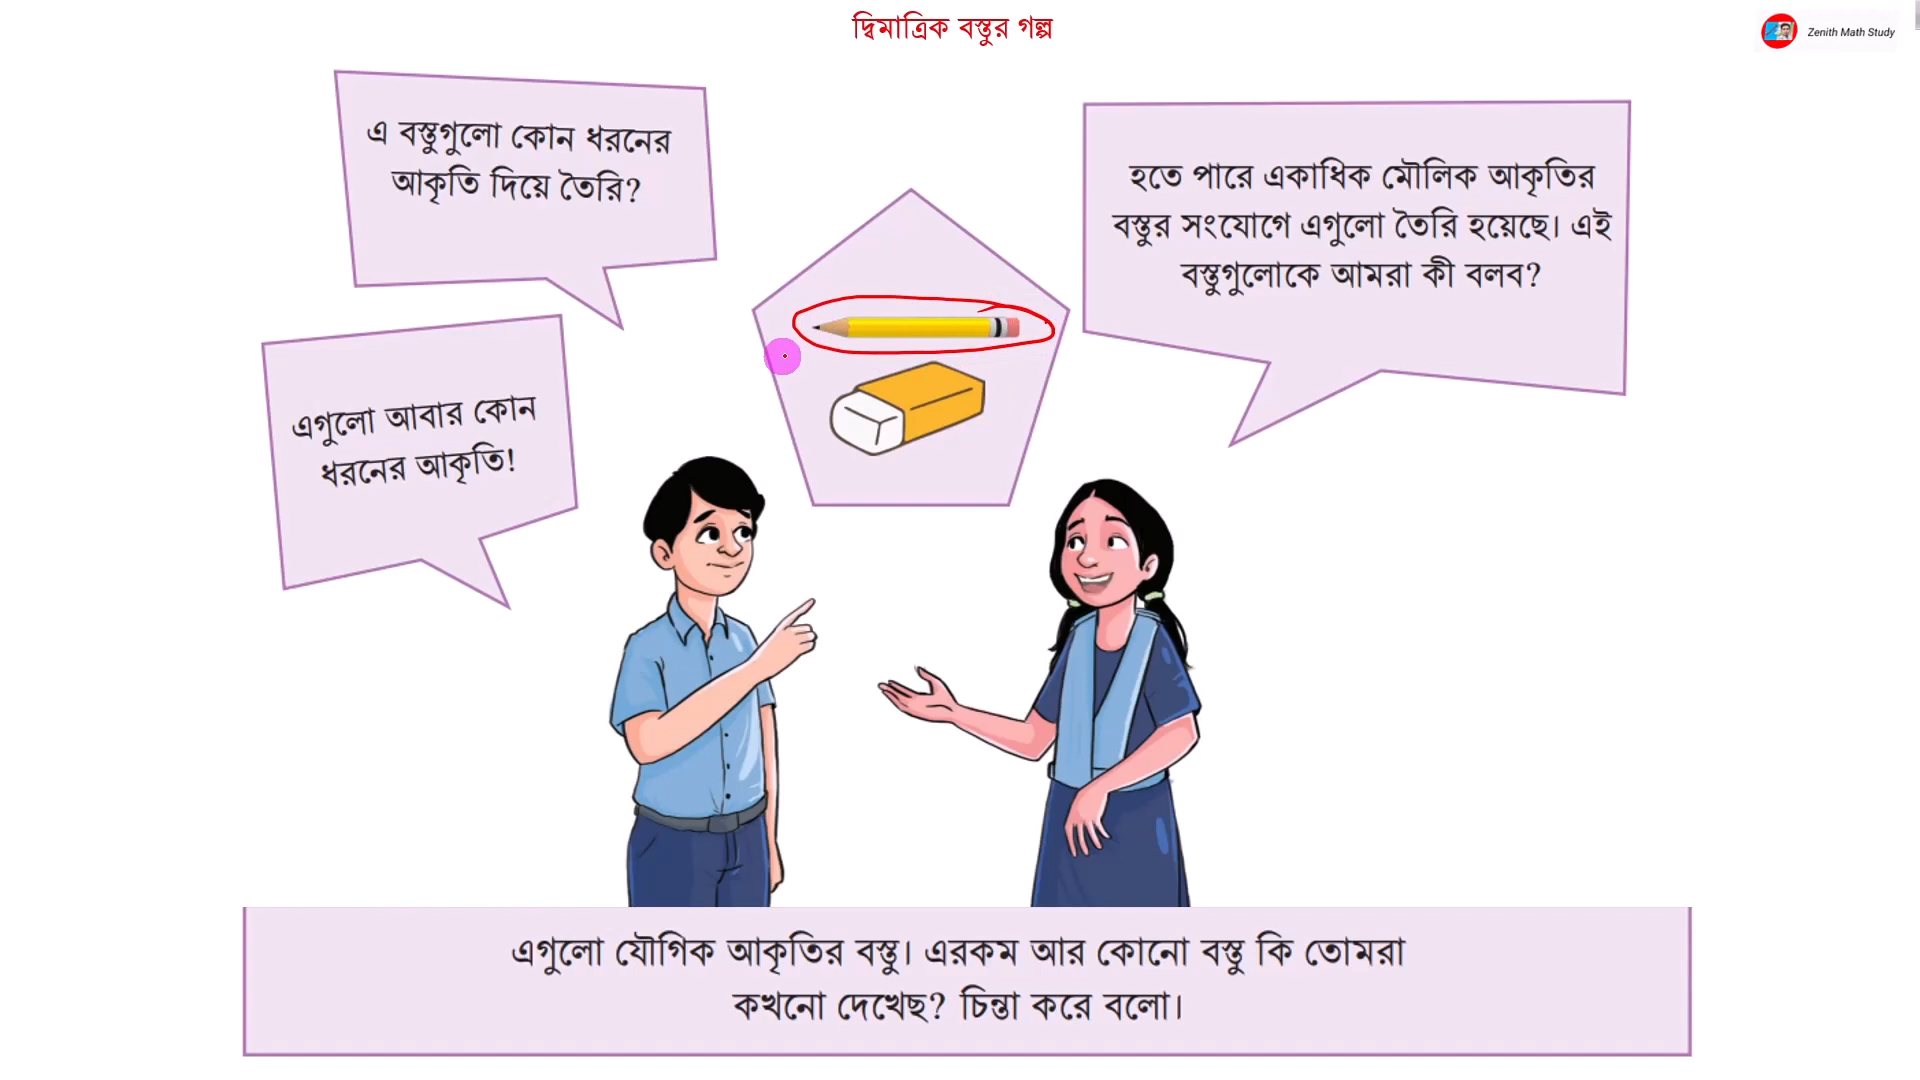 দ্বিমাত্রিক বস্তুর গল্প
Zenith Math Study
এ বস্তুগুলো কোন ধরনের
আকৃতি দিয়ে তৈরি?
হতে পারে একাধিক মৌলিক আকৃতির
বস্তুর সংযোগে এগুলো তৈরি হয়েছে। এই
বস্তুগুলোকে আমরা কী বলব?
এগুলো আবার কোন
ধরনের আকৃতি!
এগুলো যৌগিক আকৃতির বস্তু। এরকম আর কোনো বস্তু কি তোমরা
কখনো দেখেছ? চিন্তা করে বলো।